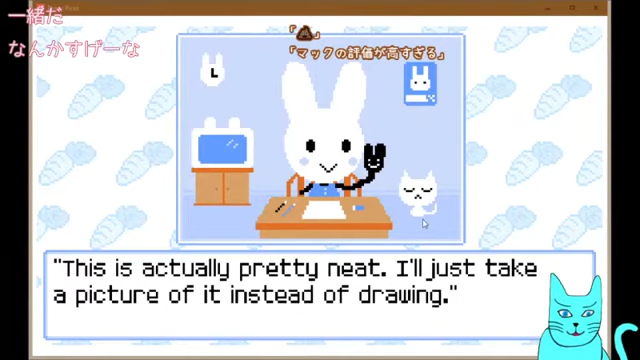 一緒だ
なんかすげーな
「💩」
「マックの評価が高すぎる」
L
"This is actually pretty neat. I'll just take
a picture of it instead of drawing."